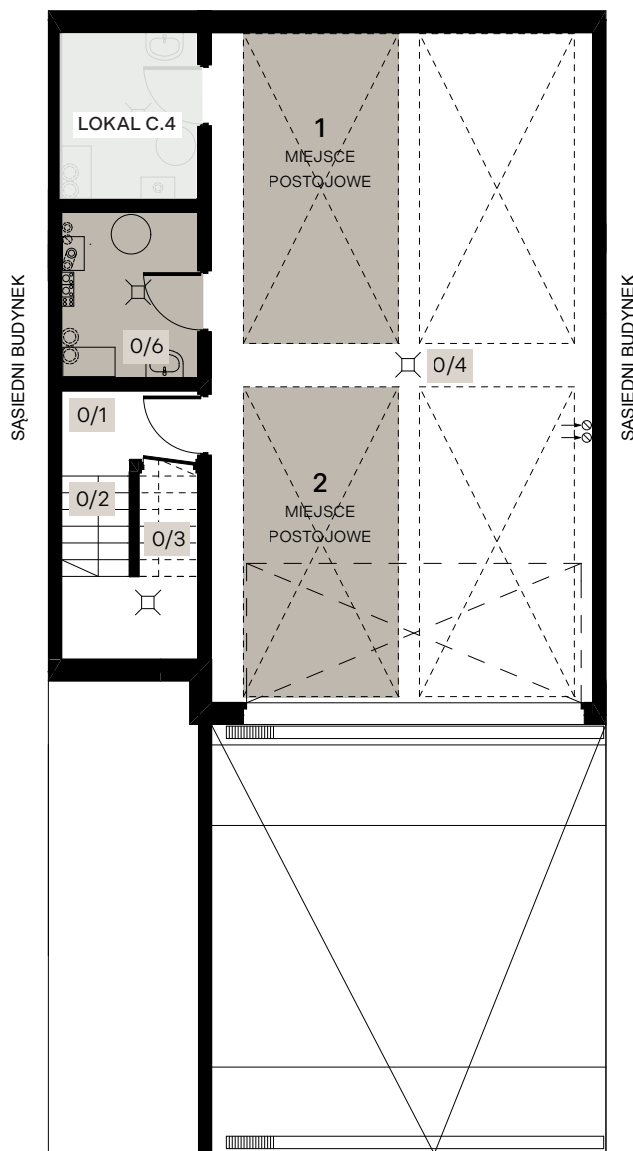 LOKAL C.4
1
MIEJSCE
POSTOJOWE
0/6
0/4
SĄSIEDNI BUDYNEK
SĄSIEDNI BUDYNEK
0/1
0/2
0/3
2
MIEJSCE
POSTOJOWE